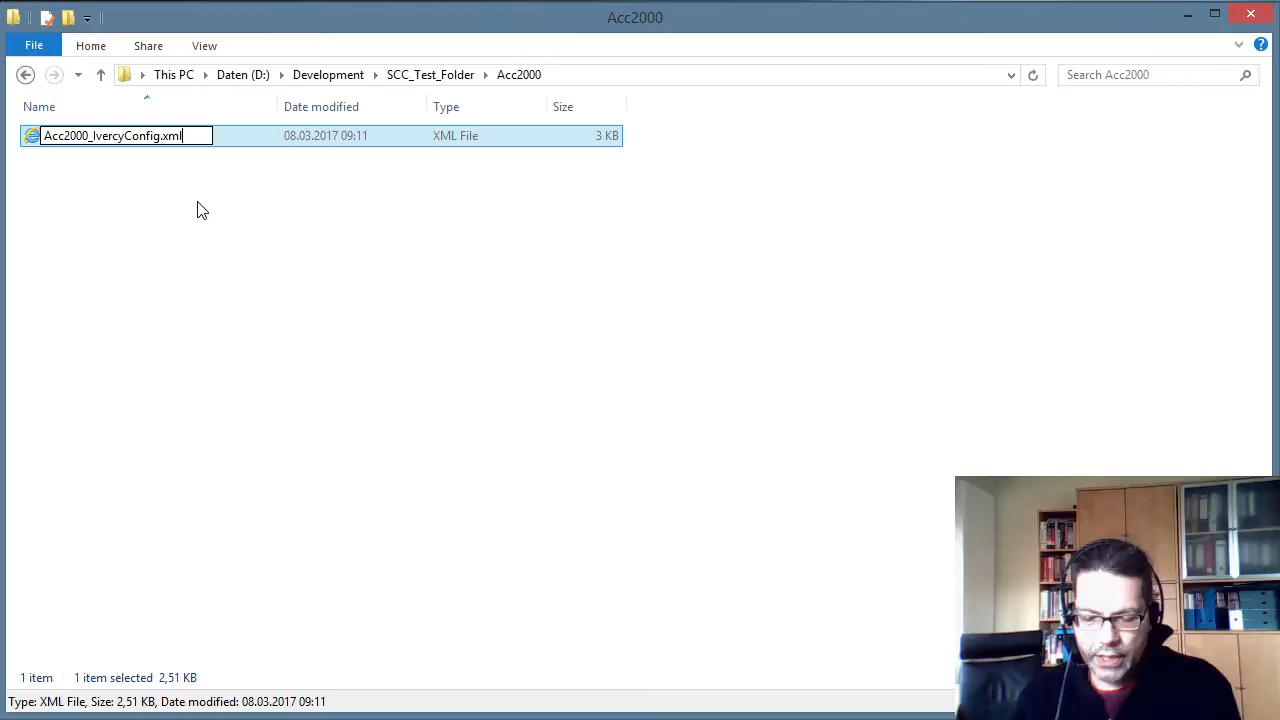 Acc2000
File Home Share View
This PC Daten (D:) Development SCC_Test_Folder Acc2000 Search Acc2000
Name Date modified Type Size
Acc2000_IvercyConfig.xml 08.03.2017 09:11 XML File 3 KB
1 item 1 item selected 2,51 KB
Type: XML File, Size: 2,51 KB, Date modified: 08.03.2017 09:11